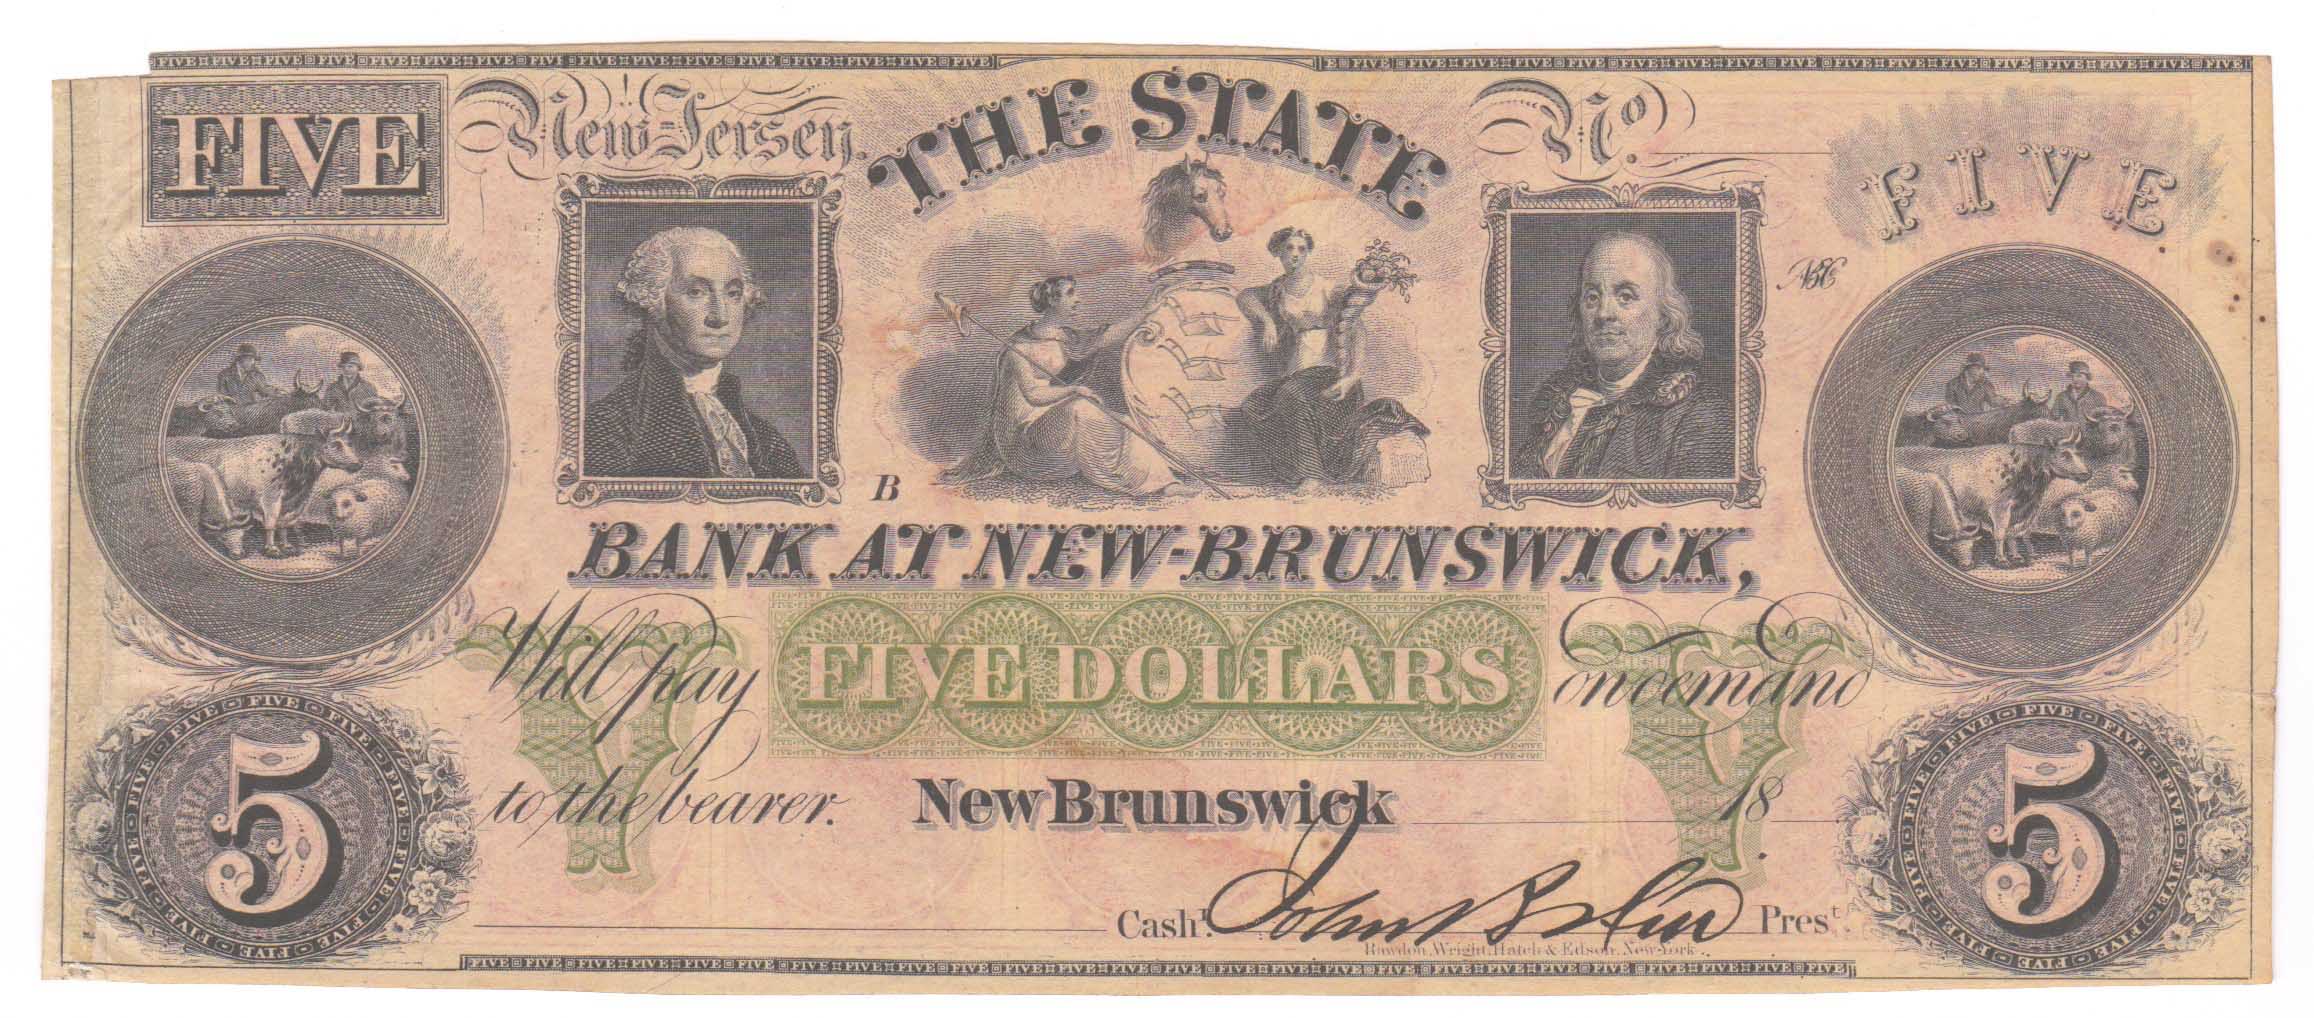 FIVE
New-Jersey.
THE STATE
No.
FIVE
B
BANK AT NEW-BRUNSWICK,
Will pay FIVE DOLLARS on demand
to the bearer. New Brunswick 18
5
5
Cashr. Prest.
Rawdon, Wright, Hatch & Edson, New-York.